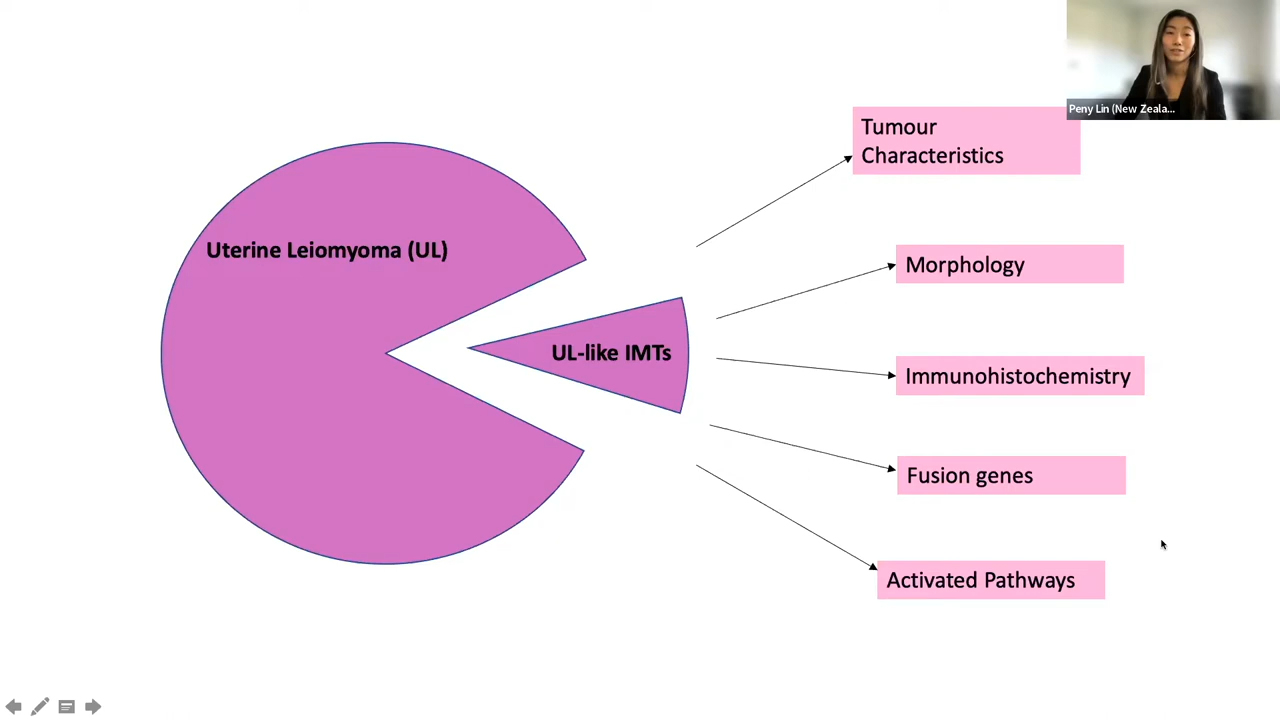 Peny Lin (New Zeala...
Tumour
Characteristics
Uterine Leiomyoma (UL)
Morphology
UL-like IMTs
Immunohistochemistry
Fusion genes
Activated Pathways